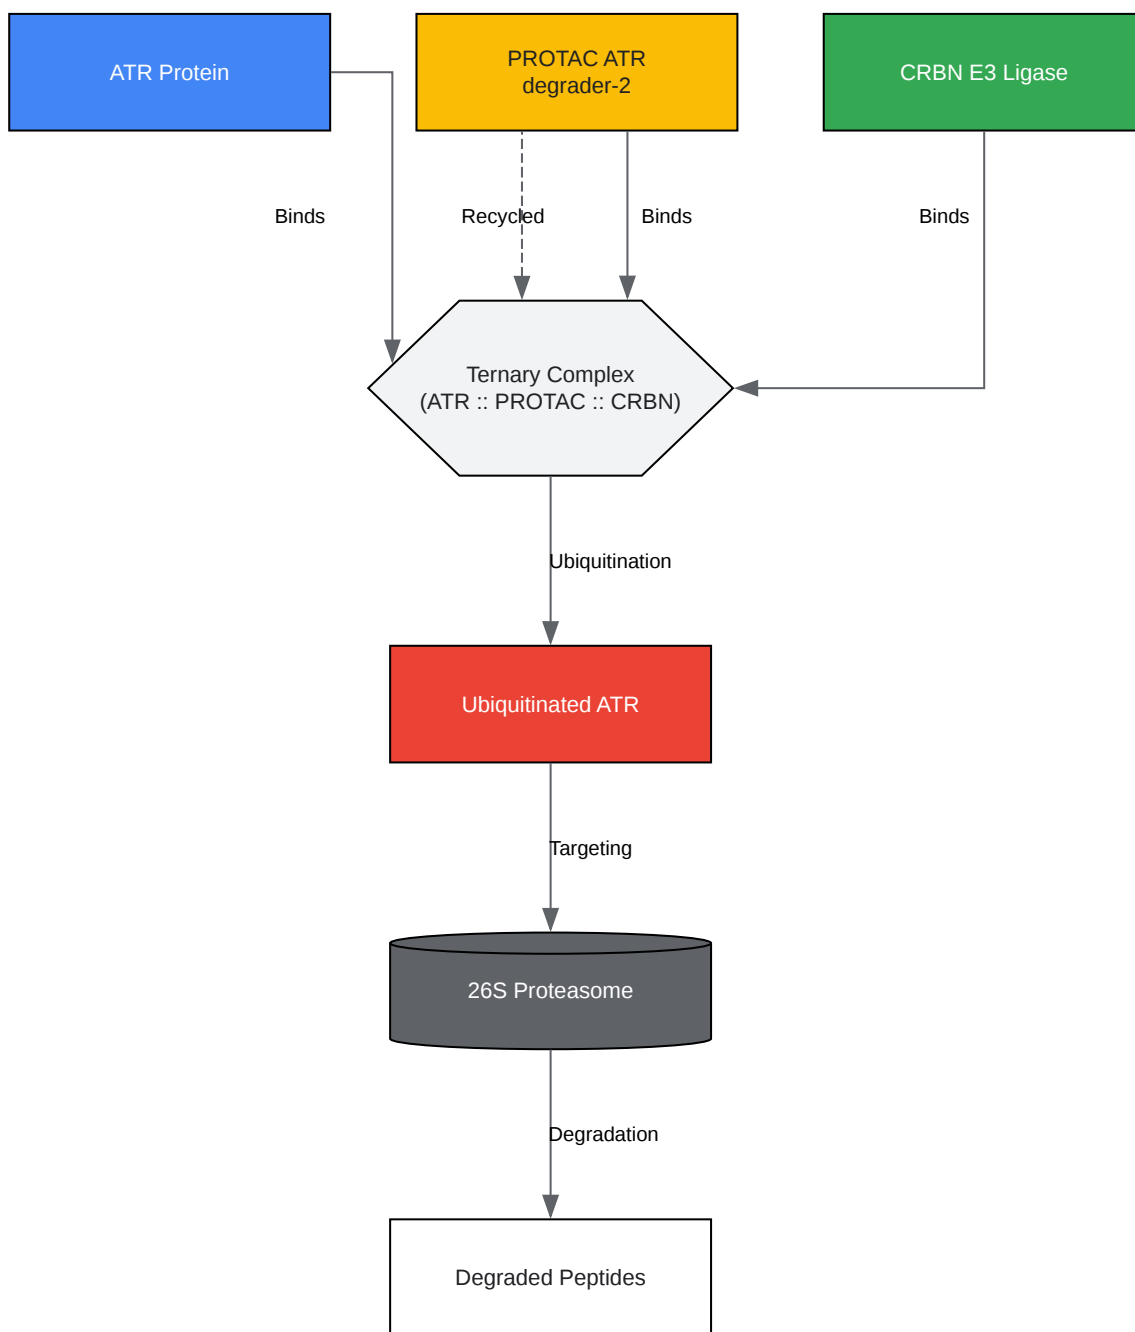 ATR Protein
PROTAC ATR
degrader-2
CRBN E3 Ligase
Binds
Recycled
Binds
Binds
Ternary Complex
(ATR :: PROTAC :: CRBN)
Ubiquitination
Ubiquitinated ATR
Targeting
26S Proteasome
Degradation
Degraded Peptides